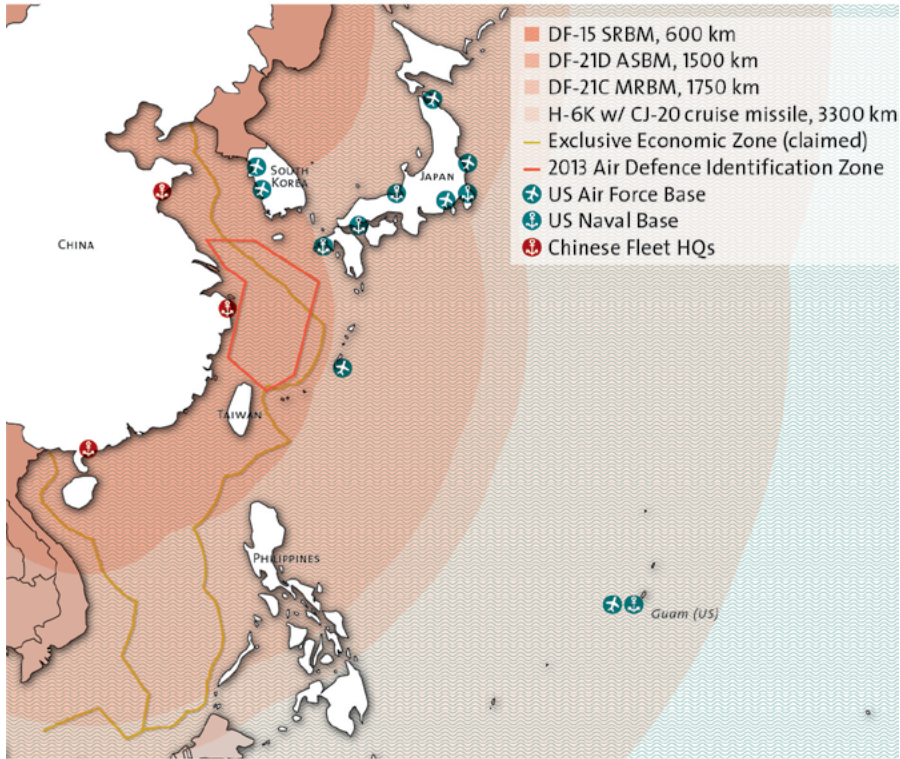 DF-15 SRBM, 600 km
DF-21D ASBM, 1500 km
DF-21C MRBM, 1750 km
H-6K w/ CJ-20 cruise missile, 3300 km
Exclusive Economic Zone (claimed)
2013 Air Defence Identification Zone
US Air Force Base
US Naval Base
Chinese Fleet HQs
SOUTH
KOREA
JAPAN
CHINA
TAIWAN
PHILIPPINES
Guam (US)